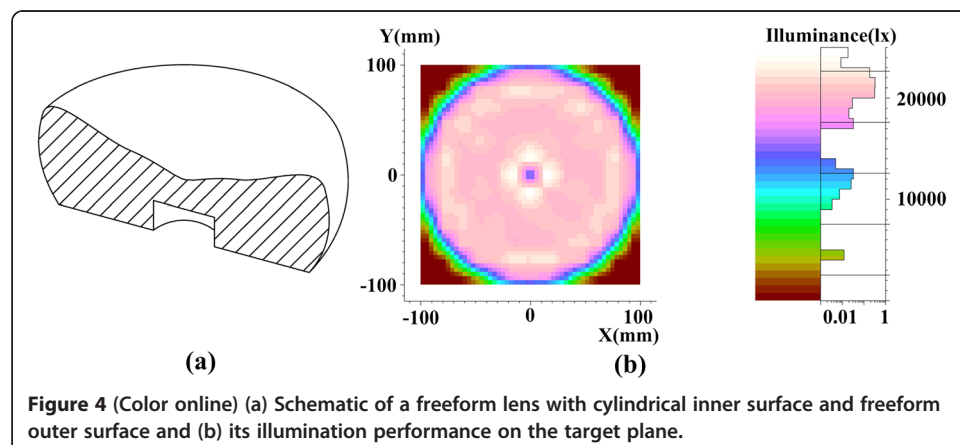 Y(mm)
100
0
-100
-100
0
100
X(mm)
Illuminance(lx)
20000
10000
0.01
1
(a)
(b)
Figure 4 (Color online) (a) Schematic of a freeform lens with cylindrical inner surface and freeform
outer surface and (b) its illumination performance on the target plane.